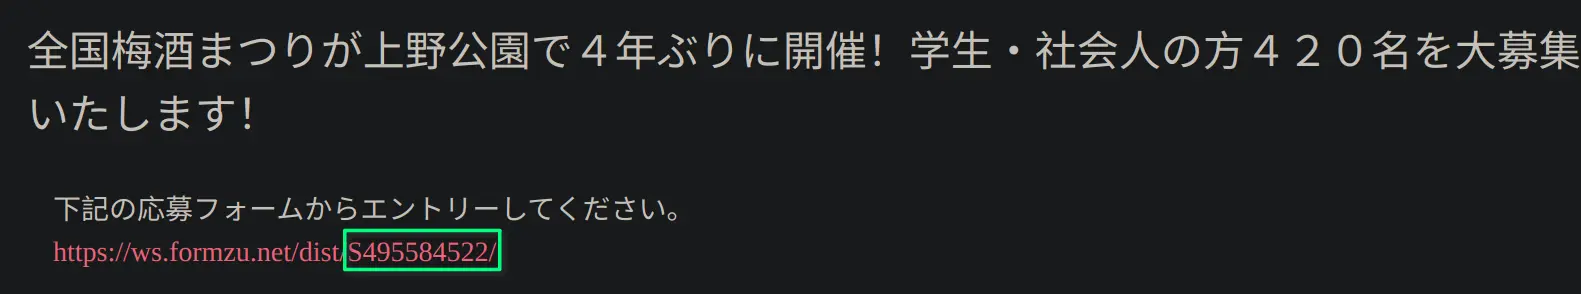 全国梅酒まつりが上野公園で４年ぶりに開催！学生・社会人の方４２０名を大募集
いたします！
下記の応募フォームからエントリーしてください。
https://ws.formzu.net/dist/S495584522/